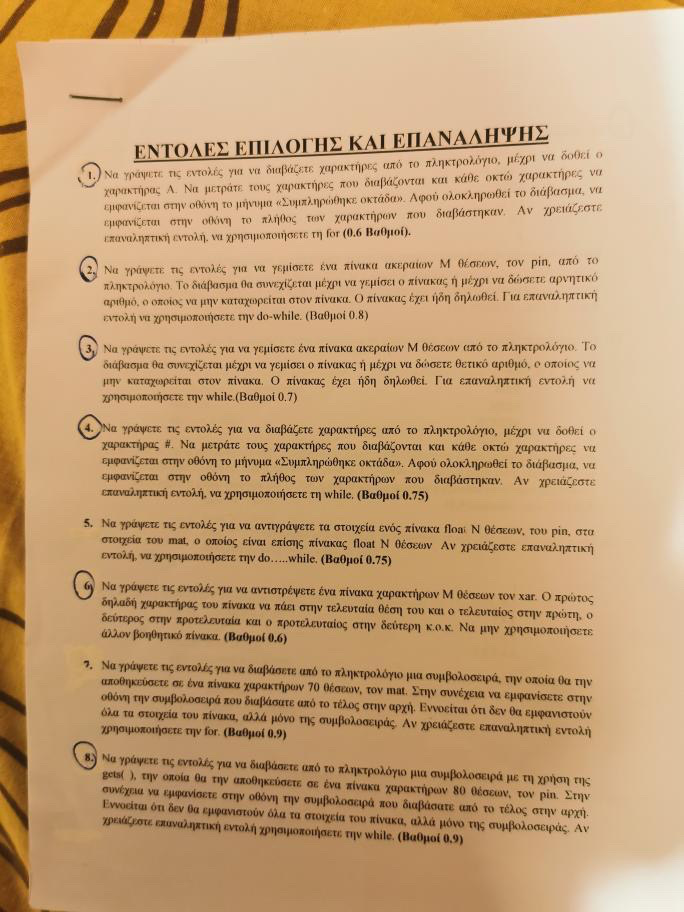 ΕΝΤΟΛΕΣ ΕΠΙΛΟΓΗΣ ΚΑΙ ΕΠΑΝΑΛΗΨΗΣ
1. Να γράψετε τις εντολές για να διαβάζετε χαρακτήρες από το πληκτρολόγιο, μέχρι να δοθεί ο
χαρακτήρας Α. Να μετράτε τους χαρακτήρες που διαβάζονται και κάθε οκτώ χαρακτήρες να
εμφανίζεται στην οθόνη το μήνυμα «Συμπληρώθηκε οκτάδα». Αφού ολοκληρωθεί το διάβασμα, να
εμφανίζεται στην οθόνη το πλήθος των χαρακτήρων που διαβάστηκαν. Αν χρειάζεστε
επαναληπτική εντολή, να χρησιμοποιήσετε τη for (0.6 Βαθμοί).
2. Να γράψετε τις εντολές για να γεμίσετε ένα πίνακα ακεραίων Μ θέσεων, τον pin, από το
πληκτρολόγιο. Το διάβασμα θα συνεχίζεται μέχρι να γεμίσει ο πίνακας ή μέχρι να δώσετε αρνητικό
αριθμό, ο οποίος να μην καταχωρείται στον πίνακα. Ο πίνακας έχει ήδη δηλωθεί. Για επαναληπτική
εντολή να χρησιμοποιήσετε την do-while. (Βαθμοί 0.8)
3. Να γράψετε τις εντολές για να γεμίσετε ένα πίνακα ακεραίων Μ θέσεων από το πληκτρολόγιο. Το
διάβασμα θα συνεχίζεται μέχρι να γεμίσει ο πίνακας ή μέχρι να δώσετε θετικό αριθμό, ο οποίος να
μην καταχωρείται στον πίνακα. Ο πίνακας έχει ήδη δηλωθεί. Για επαναληπτική εντολή να
χρησιμοποιήσετε την while.(Βαθμοί 0.7)
4. Να γράψετε τις εντολές για να διαβάζετε χαρακτήρες από το πληκτρολόγιο, μέχρι να δοθεί ο
χαρακτήρας #. Να μετράτε τους χαρακτήρες που διαβάζονται και κάθε οκτώ χαρακτήρες να
εμφανίζεται στην οθόνη το μήνυμα «Συμπληρώθηκε οκτάδα». Αφού ολοκληρωθεί το διάβασμα, να
εμφανίζεται στην οθόνη το πλήθος των χαρακτήρων που διαβάστηκαν. Αν χρειάζεστε
επαναληπτική εντολή, να χρησιμοποιήσετε τη while. (Βαθμοί 0.75)
5. Να γράψετε τις εντολές για να αντιγράψετε τα στοιχεία ενός πίνακα float Ν θέσεων, του pin, στα
στοιχεία του mat, ο οποίος είναι επίσης πίνακας float N θέσεων Αν χρειάζεστε επαναληπτική
εντολή, να χρησιμοποιήσετε την do…..while. (Βαθμοί 0.75)
6. Να γράψετε τις εντολές για να αντιστρέψετε ένα πίνακα χαρακτήρων Μ θέσεων τον xar. Ο πρώτος
δηλαδή χαρακτήρας του πίνακα να πάει στην τελευταία θέση του και ο τελευταίος στην πρώτη, ο
δεύτερος στην προτελευταία και ο προτελευταίος στην δεύτερη κ.ο.κ. Να μην χρησιμοποιήσετε
άλλον βοηθητικό πίνακα. (Βαθμοί 0.6)
7. Να γράψετε τις εντολές για να διαβάσετε από το πληκτρολόγιο μια συμβολοσειρά, την οποία θα την
αποθηκεύσετε σε ένα πίνακα χαρακτήρων 70 θέσεων, τον mat. Στην συνέχεια να εμφανίσετε στην
οθόνη την συμβολοσειρά που διαβάσατε από το τέλος στην αρχή. Εννοείται ότι δεν θα εμφανιστούν
όλα τα στοιχεία του πίνακα, αλλά μόνο της συμβολοσειράς. Αν χρειάζεστε επαναληπτική εντολή
χρησιμοποιήσετε την for. (Βαθμοί 0.9)
8. Να γράψετε τις εντολές για να διαβάσετε από το πληκτρολόγιο μια συμβολοσειρά με τη χρήση της
gets( ), την οποία θα την αποθηκεύσετε σε ένα πίνακα χαρακτήρων 80 θέσεων, τον pin. Στην
συνέχεια να εμφανίσετε στην οθόνη την συμβολοσειρά που διαβάσατε από το τέλος στην αρχή.
Εννοείται ότι δεν θα εμφανιστούν όλα τα στοιχεία του πίνακα, αλλά μόνο της συμβολοσειράς. Αν
χρειάζεστε επαναληπτική εντολή χρησιμοποιήσετε την while. (Βαθμοί 0.9)